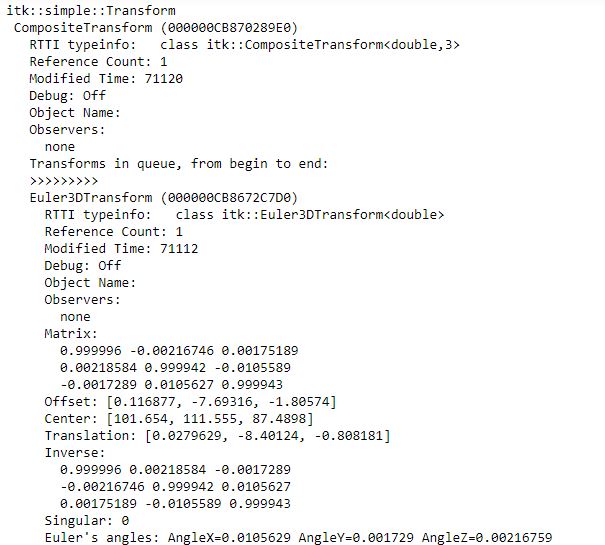 itk::simple::Transform
CompositeTransform (000000CB870289E0)
RTTI typeinfo:   class itk::CompositeTransform<double,3>
Reference Count: 1
Modified Time: 71120
Debug: Off
Object Name:
Observers:
none
Transforms in queue, from begin to end:
>>>>>>>>>
Euler3DTransform (000000CB8672C7D0)
RTTI typeinfo:   class itk::Euler3DTransform<double>
Reference Count: 1
Modified Time: 71112
Debug: Off
Object Name:
Observers:
none
Matrix:
0.999996 -0.00216746 0.00175189
0.00218584 0.999942 -0.0105589
-0.0017289 0.0105627 0.999943
Offset: [0.116877, -7.69316, -1.80574]
Center: [101.654, 111.555, 87.4898]
Translation: [0.0279629, -8.40124, -0.808181]
Inverse:
0.999996 0.00218584 -0.0017289
-0.00216746 0.999942 0.0105627
0.00175189 -0.0105589 0.999943
Singular: 0
Euler's angles: AngleX=0.0105629 AngleY=0.001729 AngleZ=0.00216759